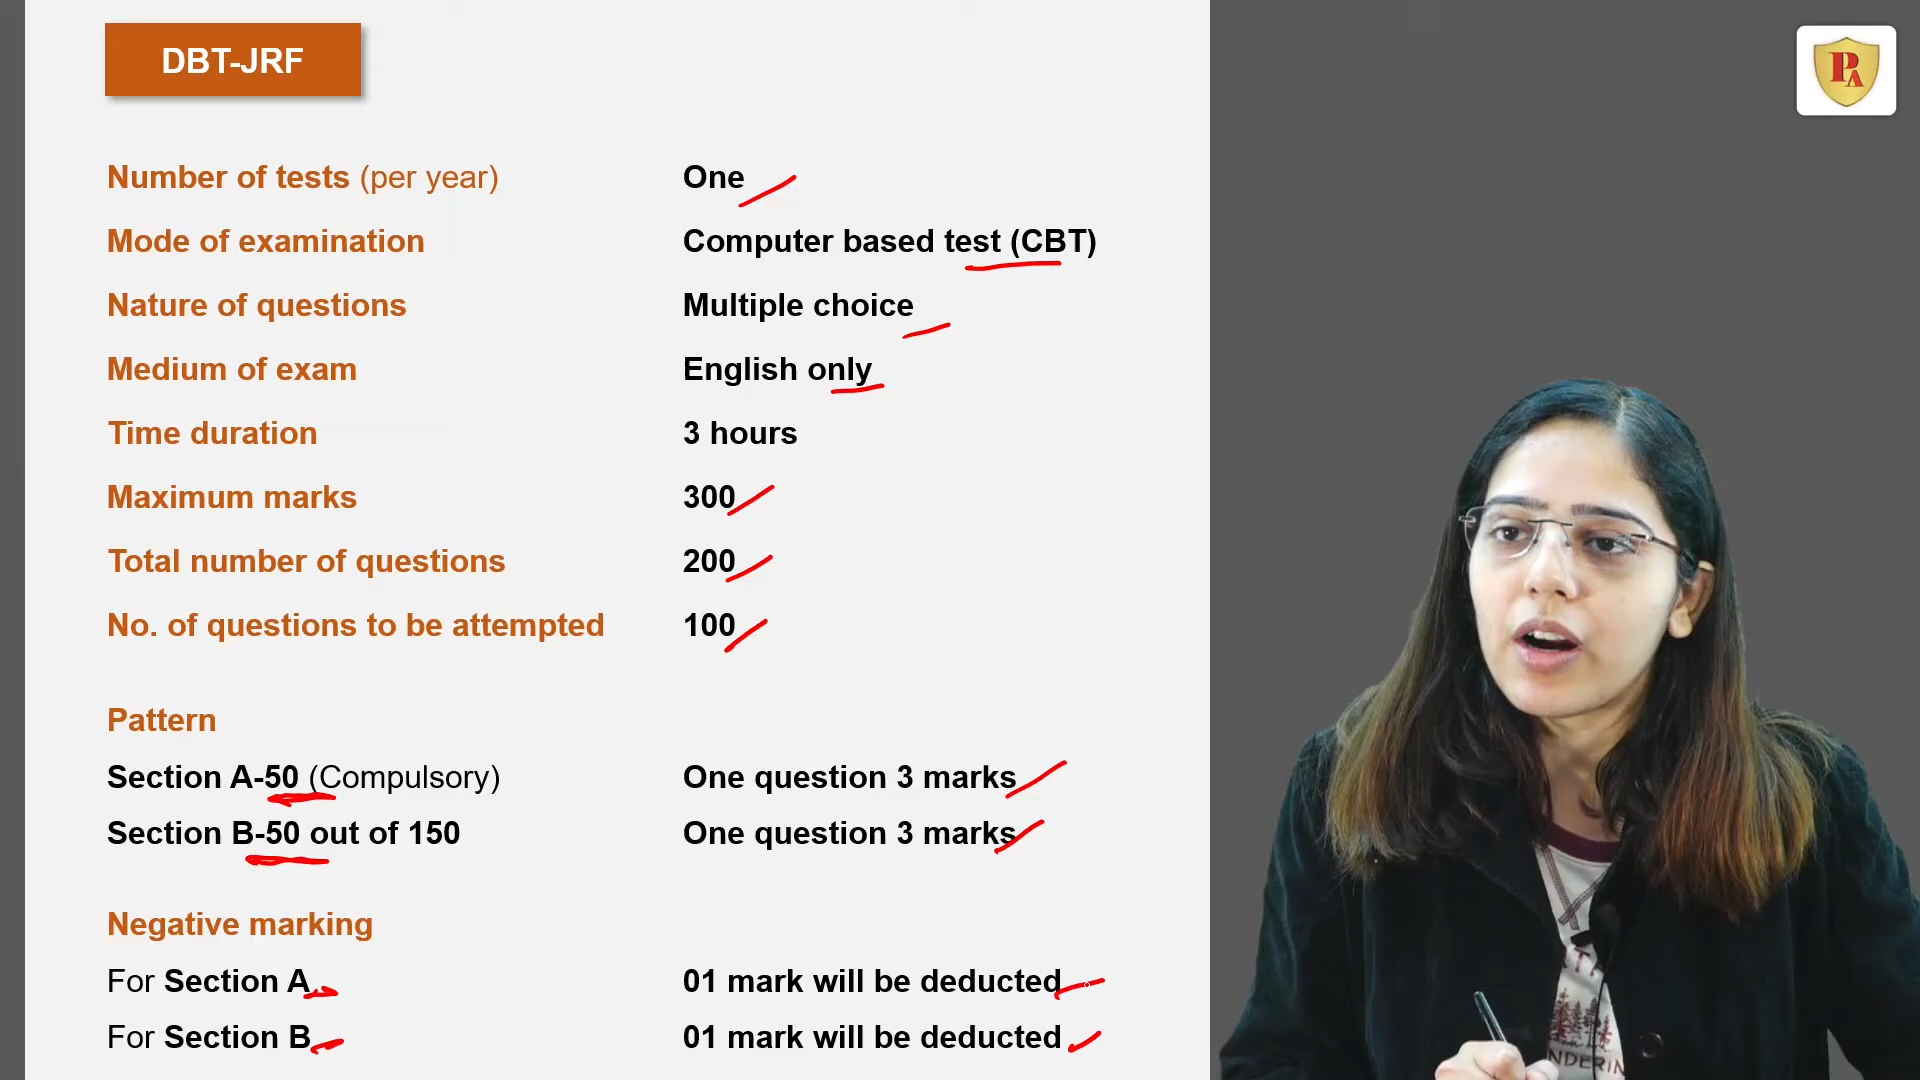 DBT-JRF
PA
Number of tests (per year) One
Mode of examination Computer based test (CBT)
Nature of questions Multiple choice
Medium of exam English only
Time duration 3 hours
Maximum marks 300
Total number of questions 200
No. of questions to be attempted 100
Pattern
Section A-50 (Compulsory) One question 3 marks
Section B-50 out of 150 One question 3 marks
Negative marking
For Section A 01 mark will be deducted
For Section B 01 mark will be deducted